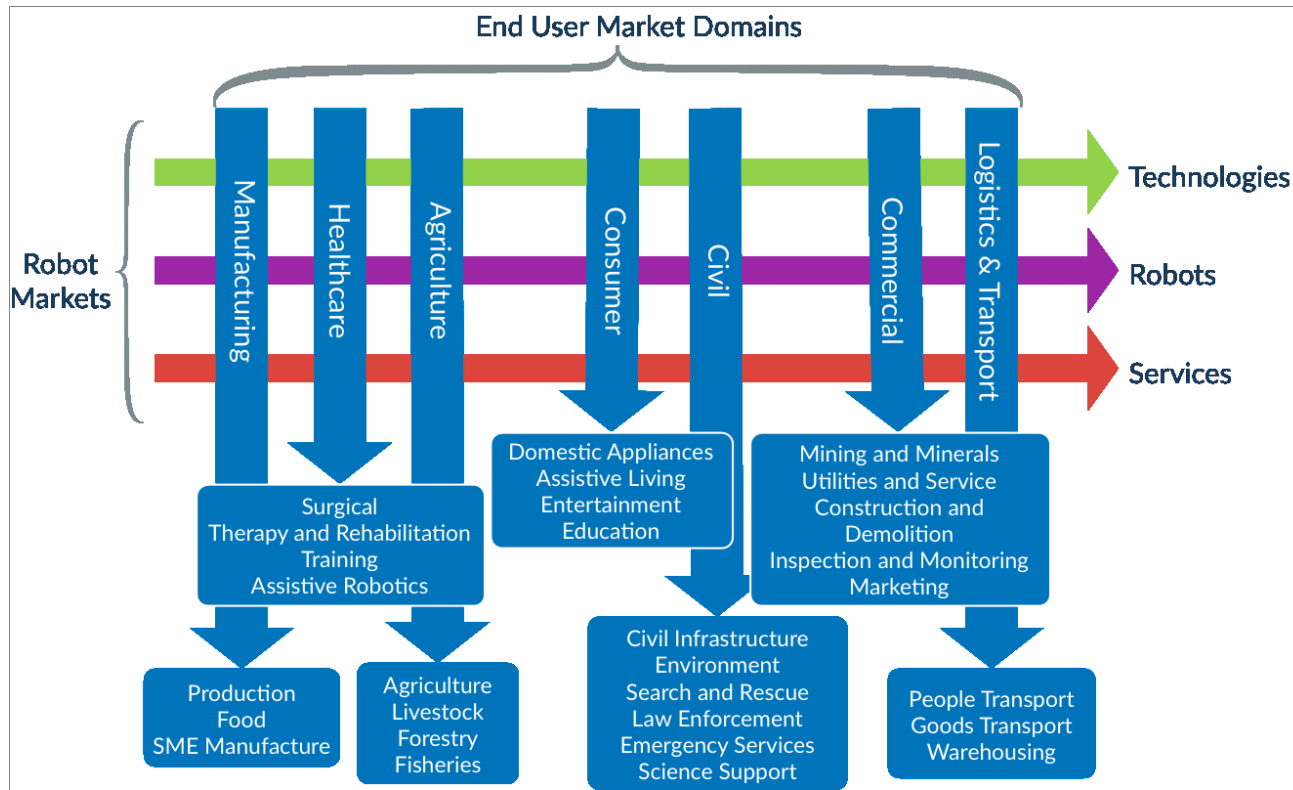 End User Market Domains
Robot
Markets
Manufacturing
Healthcare
Agriculture
Consumer
Civil
Commercial
Logistics & Transport
Technologies
Robots
Services
Surgical
Therapy and Rehabilitation
Training
Assistive Robotics
Domestic Appliances
Assistive Living
Entertainment
Education
Mining and Minerals
Utilities and Service
Construction and
Demolition
Inspection and Monitoring
Marketing
Production
Food
SME Manufacture
Agriculture
Livestock
Forestry
Fisheries
Civil Infrastructure
Environment
Search and Rescue
Law Enforcement
Emergency Services
Science Support
People Transport
Goods Transport
Warehousing